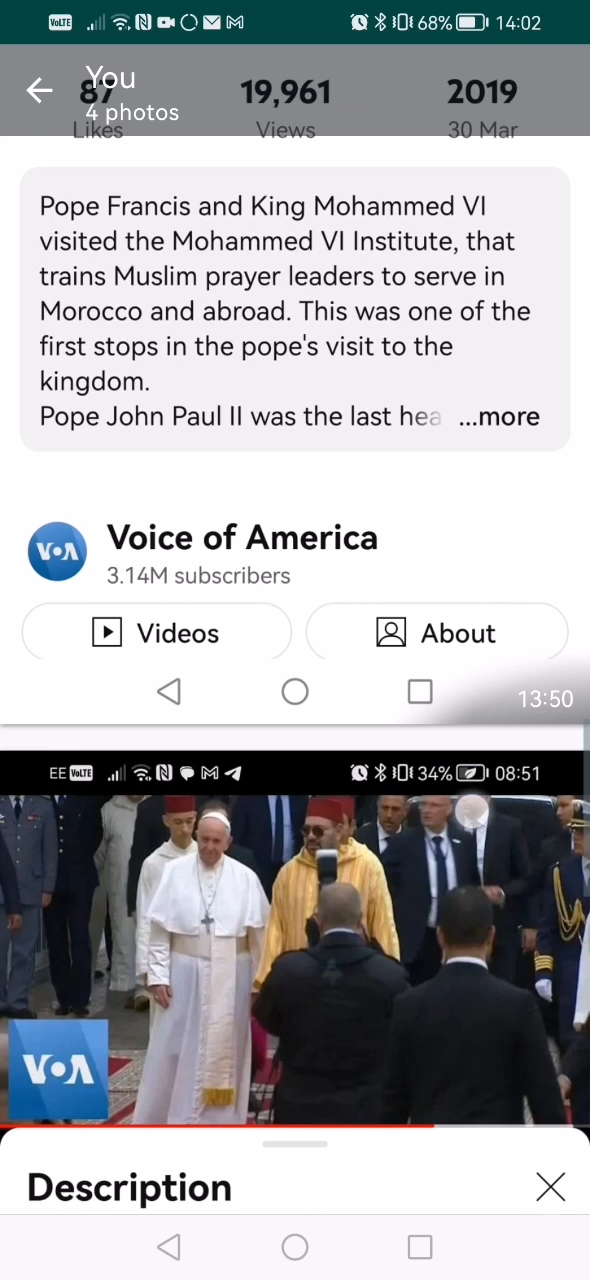 VoLTE
68%
14:02
You
4 photos
87
19,961
2019
Likes
Views
30 Mar
Pope Francis and King Mohammed VI
visited the Mohammed VI Institute, that
trains Muslim prayer leaders to serve in
Morocco and abroad. This was one of the
first stops in the pope's visit to the
kingdom.
Pope John Paul II was the last hea ...more
VOA
Voice of America
3.14M subscribers
Videos
About
13:50
EE VoLTE
34%
08:51
VOA
Description